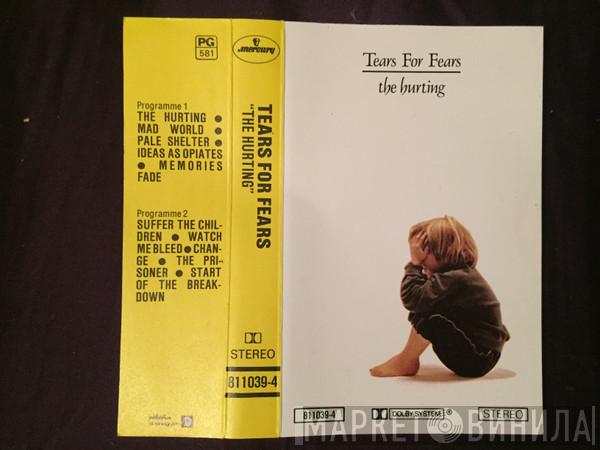 PG
581
mercury
Programme 1
THE HURTING ●
MAD WORLD ●
PALE SHELTER ●
IDEAS AS OPIATES
● MEMORIES
FADE
Programme 2
SUFFER THE CHIL-
DREN ● WATCH
ME BLEED ● CHAN-
GE ● THE PRI-
SONER ● START
OF THE BREAK-
DOWN
TEARS FOR FEARS
"THE HURTING"
STEREO
811039-4
Tears For Fears
the hurting
811039-4
DOLBY SYSTEM ®
STEREO
МАРКЕТ ВИНИЛА